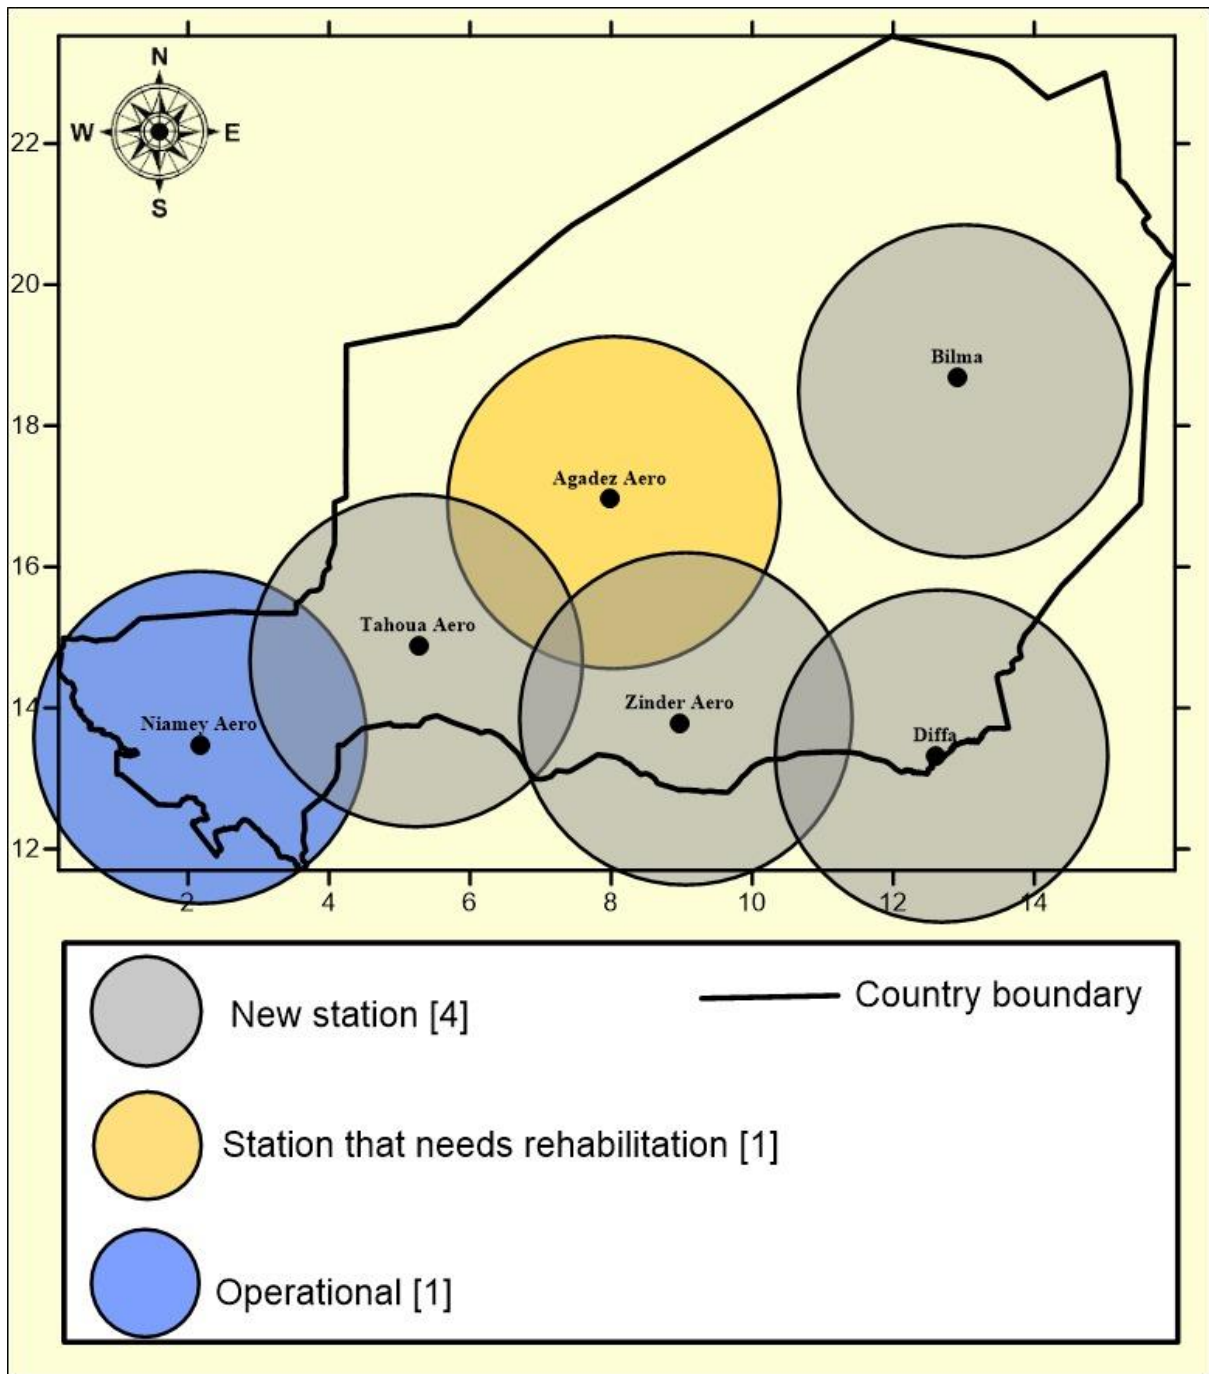 N
W E
S
22
20
18
16
14
12
Bilma
Agadez Aero
Tahoua Aero
Zinder Aero
Niamey Aero
Diffa
2 4 6 8 10 12 14
New station [4]
Country boundary
Station that needs rehabilitation [1]
Operational [1]